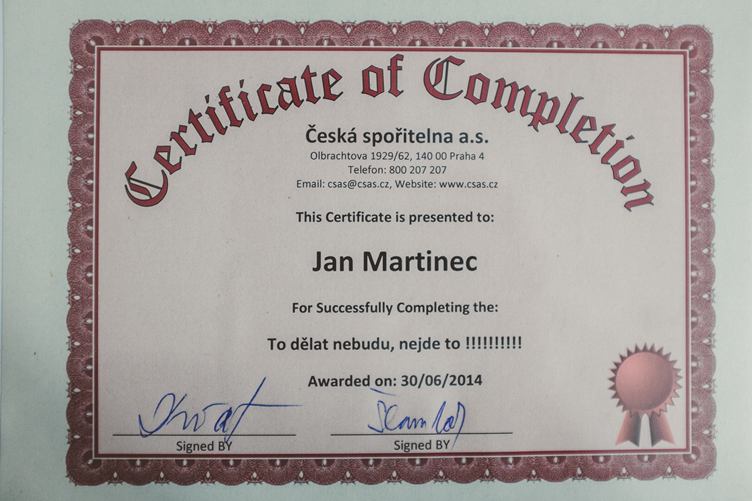 Certificate of Completion
Česká spořitelna a.s.
Olbrachtova 1929/62, 140 00 Praha 4
Telefon: 800 207 207
Email: csas@csas.cz, Website: www.csas.cz
This Certificate is presented to:
Jan Martinec
For Successfully Completing the:
To dělat nebudu, nejde to !!!!!!!!!!
Awarded on: 30/06/2014
Signed BY
Signed BY